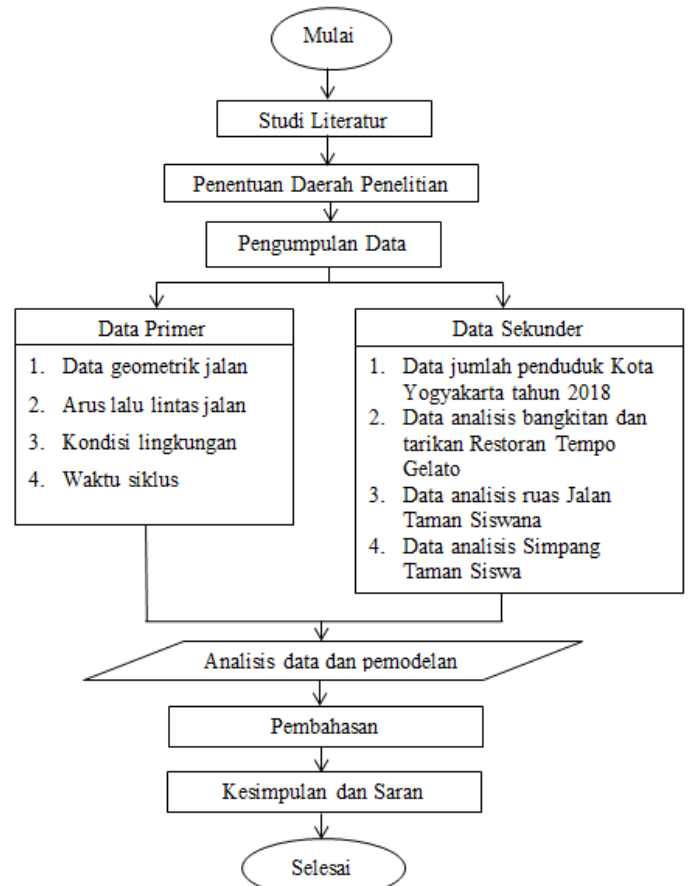 Mulai
Studi Literatur
Penentuan Daerah Penelitian
Pengumpulan Data
Data Primer
1. Data geometrik jalan
2. Arus lalu lintas jalan
3. Kondisi lingkungan
4. Waktu siklus
Data Sekunder
1. Data jumlah penduduk Kota
Yogyakarta tahun 2018
2. Data analisis bangkitan dan
tarikan Restoran Tempo
Gelato
3. Data analisis ruas Jalan
Taman Siswana
4. Data analisis Simpang
Taman Siswa
Analisis data dan pemodelan
Pembahasan
Kesimpulan dan Saran
Selesai